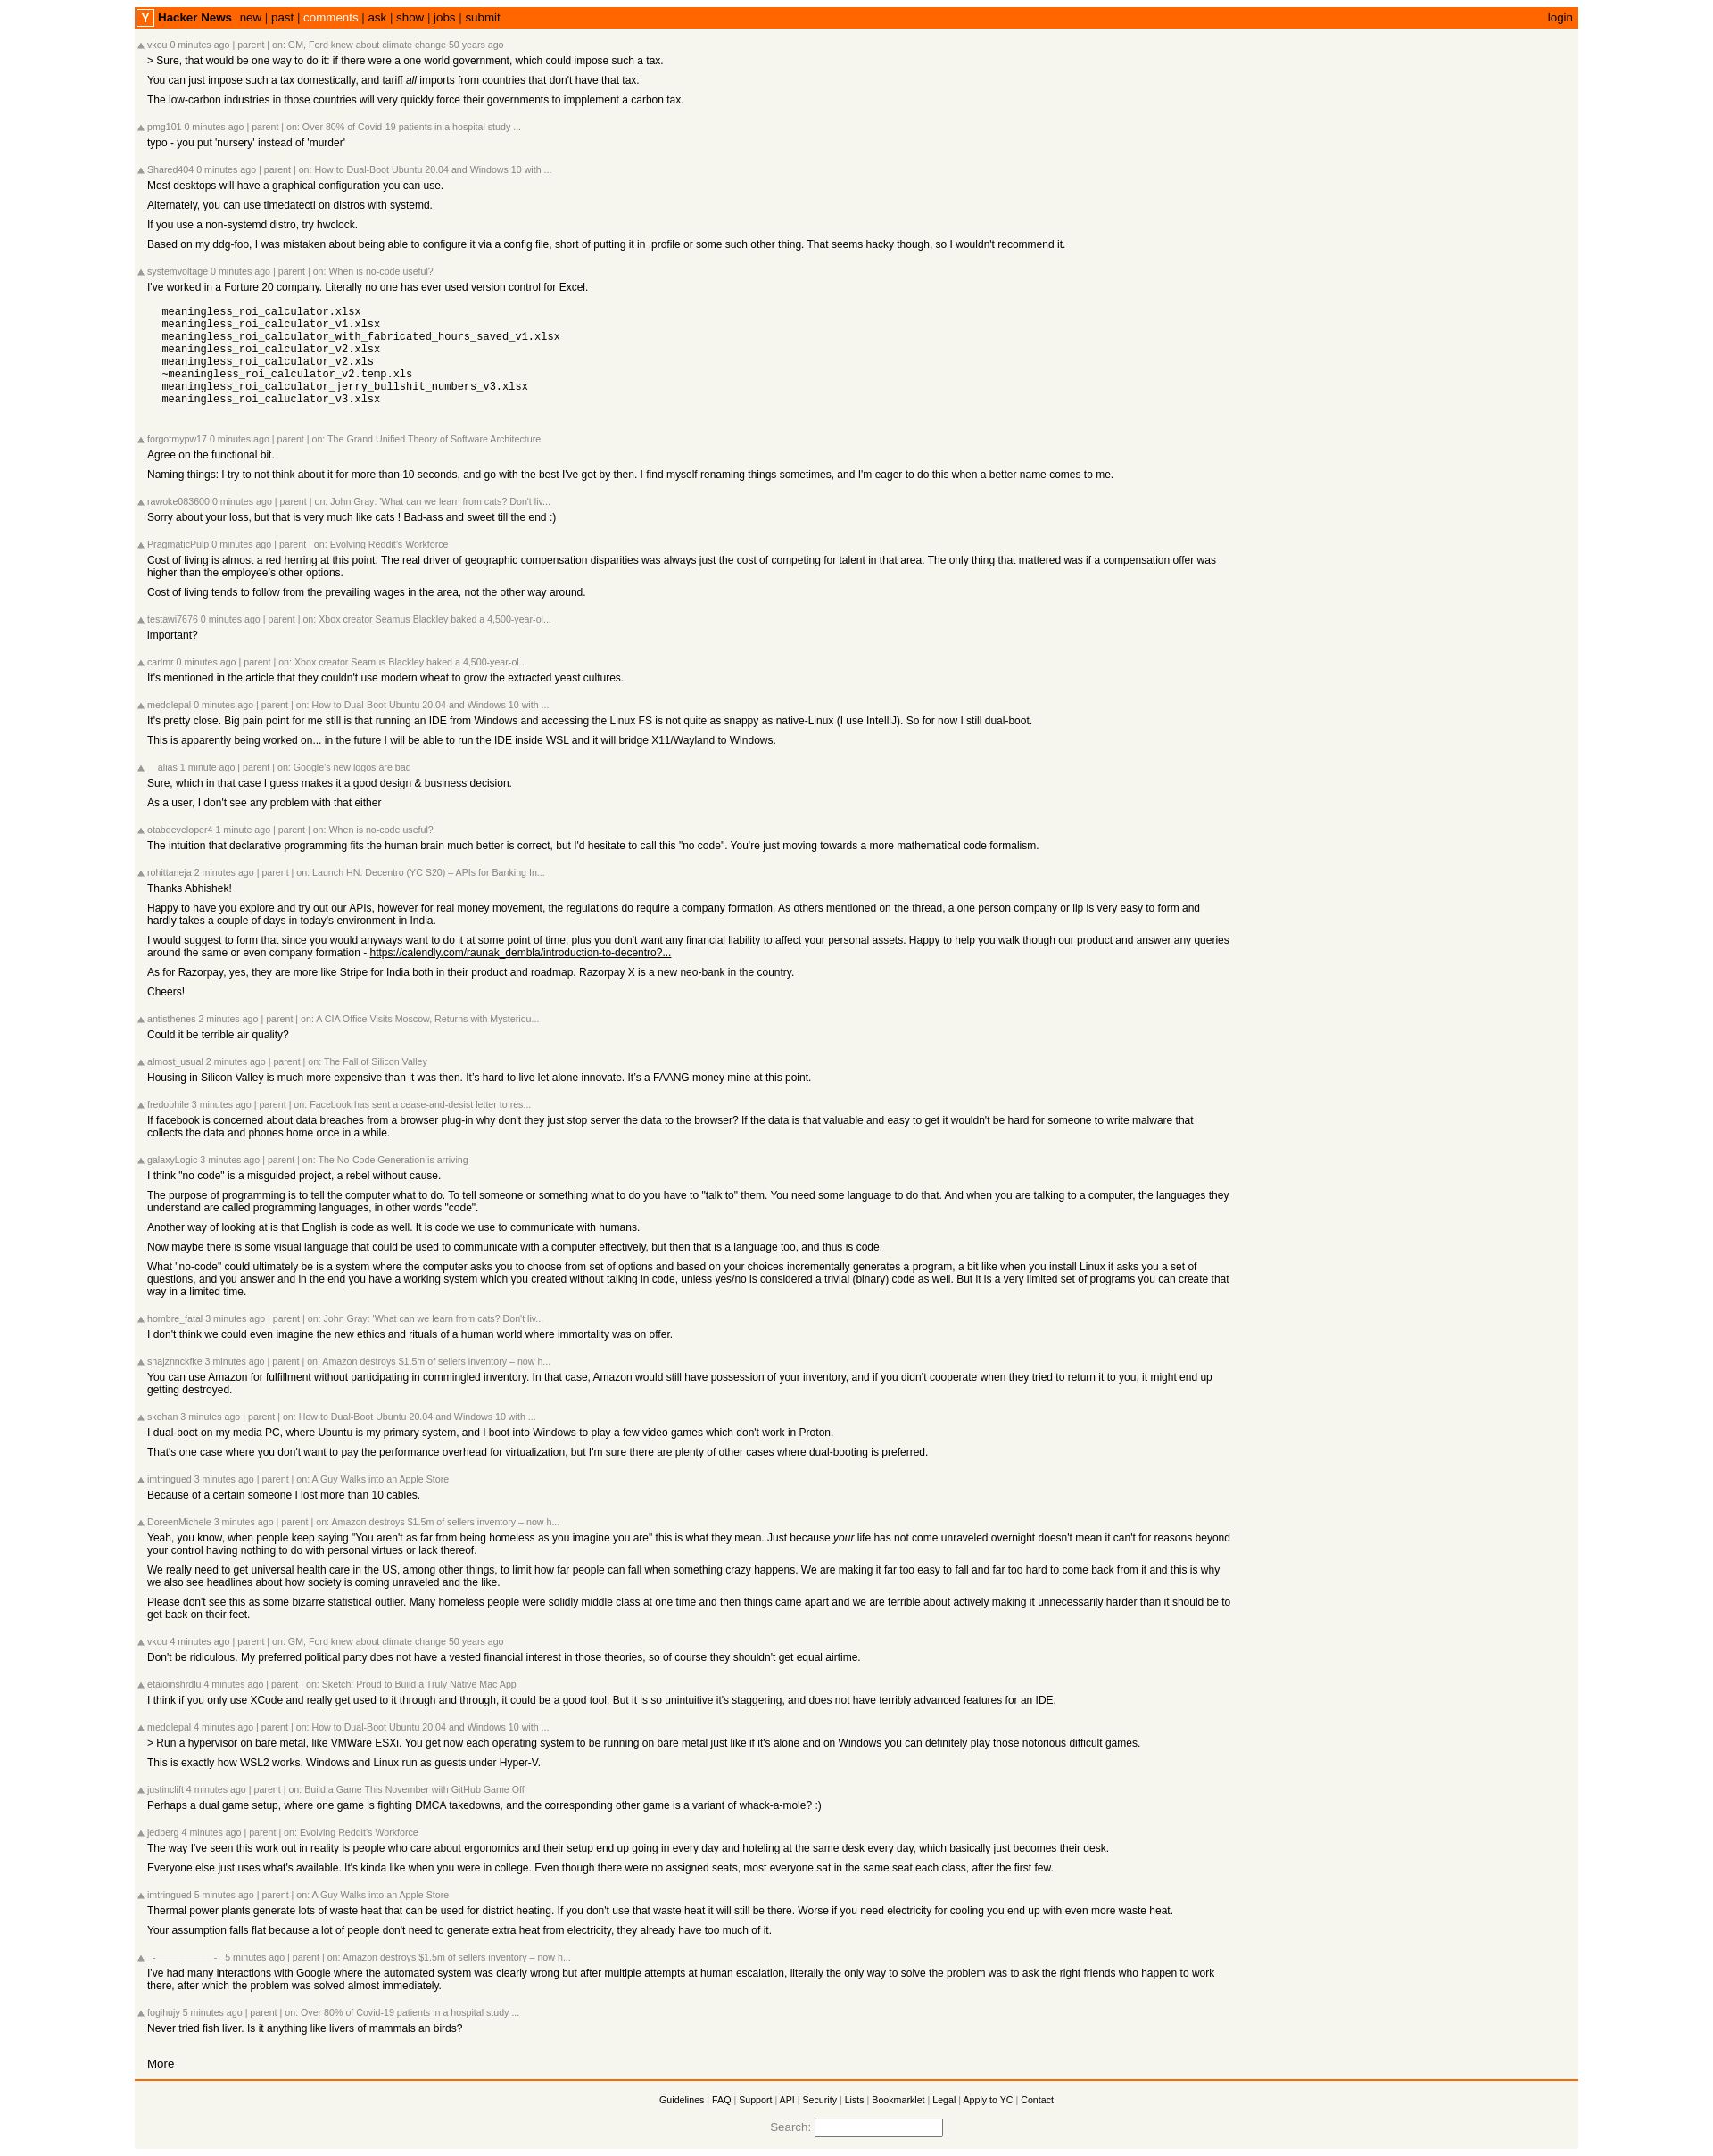 Y Hacker News new | past | comments | ask | show | jobs | submit login
vkou 0 minutes ago | parent | on: GM, Ford knew about climate change 50 years ago
> Sure, that would be one way to do it: if there were a one world government, which could impose such a tax.
You can just impose such a tax domestically, and tariff all imports from countries that don't have that tax.
The low-carbon industries in those countries will very quickly force their governments to impplement a carbon tax.
pmg101 0 minutes ago | parent | on: Over 80% of Covid-19 patients in a hospital study ...
typo - you put 'nursery' instead of 'murder'
Shared404 0 minutes ago | parent | on: How to Dual-Boot Ubuntu 20.04 and Windows 10 with ...
Most desktops will have a graphical configuration you can use.
Alternately, you can use timedatectl on distros with systemd.
If you use a non-systemd distro, try hwclock.
Based on my ddg-foo, I was mistaken about being able to configure it via a config file, short of putting it in .profile or some such other thing. That seems hacky though, so I wouldn't recommend it.
systemvoltage 0 minutes ago | parent | on: When is no-code useful?
I've worked in a Forture 20 company. Literally no one has ever used version control for Excel.
meaningless_roi_calculator.xlsx
meaningless_roi_calculator_v1.xlsx
meaningless_roi_calculator_with_fabricated_hours_saved_v1.xlsx
meaningless_roi_calculator_v2.xlsx
meaningless_roi_calculator_v2.xls
~meaningless_roi_calculator_v2.temp.xls
meaningless_roi_calculator_jerry_bullshit_numbers_v3.xlsx
meaningless_roi_caluclator_v3.xlsx
forgotmypw17 0 minutes ago | parent | on: The Grand Unified Theory of Software Architecture
Agree on the functional bit.
Naming things: I try to not think about it for more than 10 seconds, and go with the best I've got by then. I find myself renaming things sometimes, and I'm eager to do this when a better name comes to me.
rawoke083600 0 minutes ago | parent | on: John Gray: 'What can we learn from cats? Don't liv...
Sorry about your loss, but that is very much like cats ! Bad-ass and sweet till the end :)
PragmaticPulp 0 minutes ago | parent | on: Evolving Reddit's Workforce
Cost of living is almost a red herring at this point. The real driver of geographic compensation disparities was always just the cost of competing for talent in that area. The only thing that mattered was if a compensation offer was
higher than the employee’s other options.
Cost of living tends to follow from the prevailing wages in the area, not the other way around.
testawi7676 0 minutes ago | parent | on: Xbox creator Seamus Blackley baked a 4,500-year-ol...
important?
carlmr 0 minutes ago | parent | on: Xbox creator Seamus Blackley baked a 4,500-year-ol...
It's mentioned in the article that they couldn't use modern wheat to grow the extracted yeast cultures.
meddlepal 0 minutes ago | parent | on: How to Dual-Boot Ubuntu 20.04 and Windows 10 with ...
It's pretty close. Big pain point for me still is that running an IDE from Windows and accessing the Linux FS is not quite as snappy as native-Linux (I use IntelliJ). So for now I still dual-boot.
This is apparently being worked on... in the future I will be able to run the IDE inside WSL and it will bridge X11/Wayland to Windows.
__alias 1 minute ago | parent | on: Google's new logos are bad
Sure, which in that case I guess makes it a good design & business decision.
As a user, I don't see any problem with that either
otabdeveloper4 1 minute ago | parent | on: When is no-code useful?
The intuition that declarative programming fits the human brain much better is correct, but I'd hesitate to call this "no code". You're just moving towards a more mathematical code formalism.
rohittaneja 2 minutes ago | parent | on: Launch HN: Decentro (YC S20) – APIs for Banking In...
Thanks Abhishek!
Happy to have you explore and try out our APIs, however for real money movement, the regulations do require a company formation. As others mentioned on the thread, a one person company or llp is very easy to form and
hardly takes a couple of days in today's environment in India.
I would suggest to form that since you would anyways want to do it at some point of time, plus you don't want any financial liability to affect your personal assets. Happy to help you walk though our product and answer any queries
around the same or even company formation - https://calendly.com/raunak_dembla/introduction-to-decentro?...
As for Razorpay, yes, they are more like Stripe for India both in their product and roadmap. Razorpay X is a new neo-bank in the country.
Cheers!
antisthenes 2 minutes ago | parent | on: A CIA Office Visits Moscow, Returns with Mysteriou...
Could it be terrible air quality?
almost_usual 2 minutes ago | parent | on: The Fall of Silicon Valley
Housing in Silicon Valley is much more expensive than it was then. It’s hard to live let alone innovate. It’s a FAANG money mine at this point.
fredophile 3 minutes ago | parent | on: Facebook has sent a cease-and-desist letter to res...
If facebook is concerned about data breaches from a browser plug-in why don't they just stop server the data to the browser? If the data is that valuable and easy to get it wouldn't be hard for someone to write malware that
collects the data and phones home once in a while.
galaxyLogic 3 minutes ago | parent | on: The No-Code Generation is arriving
I think "no code" is a misguided project, a rebel without cause.
The purpose of programming is to tell the computer what to do. To tell someone or something what to do you have to "talk to" them. You need some language to do that. And when you are talking to a computer, the languages they
understand are called programming languages, in other words "code".
Another way of looking at is that English is code as well. It is code we use to communicate with humans.
Now maybe there is some visual language that could be used to communicate with a computer effectively, but then that is a language too, and thus is code.
What "no-code" could ultimately be is a system where the computer asks you to choose from set of options and based on your choices incrementally generates a program, a bit like when you install Linux it asks you a set of
questions, and you answer and in the end you have a working system which you created without talking in code, unless yes/no is considered a trivial (binary) code as well. But it is a very limited set of programs you can create that
way in a limited time.
hombre_fatal 3 minutes ago | parent | on: John Gray: 'What can we learn from cats? Don't liv...
I don't think we could even imagine the new ethics and rituals of a human world where immortality was on offer.
shajznnckfke 3 minutes ago | parent | on: Amazon destroys $1.5m of sellers inventory – now h...
You can use Amazon for fulfillment without participating in commingled inventory. In that case, Amazon would still have possession of your inventory, and if you didn’t cooperate when they tried to return it to you, it might end up
getting destroyed.
skohan 3 minutes ago | parent | on: How to Dual-Boot Ubuntu 20.04 and Windows 10 with ...
I dual-boot on my media PC, where Ubuntu is my primary system, and I boot into Windows to play a few video games which don't work in Proton.
That's one case where you don't want to pay the performance overhead for virtualization, but I'm sure there are plenty of other cases where dual-booting is preferred.
imtringued 3 minutes ago | parent | on: A Guy Walks into an Apple Store
Because of a certain someone I lost more than 10 cables.
DoreenMichele 3 minutes ago | parent | on: Amazon destroys $1.5m of sellers inventory – now h...
Yeah, you know, when people keep saying "You aren't as far from being homeless as you imagine you are" this is what they mean. Just because your life has not come unraveled overnight doesn't mean it can't for reasons beyond
your control having nothing to do with personal virtues or lack thereof.
We really need to get universal health care in the US, among other things, to limit how far people can fall when something crazy happens. We are making it far too easy to fall and far too hard to come back from it and this is why
we also see headlines about how society is coming unraveled and the like.
Please don't see this as some bizarre statistical outlier. Many homeless people were solidly middle class at one time and then things came apart and we are terrible about actively making it unnecessarily harder than it should be to
get back on their feet.
vkou 4 minutes ago | parent | on: GM, Ford knew about climate change 50 years ago
Don't be ridiculous. My preferred political party does not have a vested financial interest in those theories, so of course they shouldn't get equal airtime.
etaioinshrdlu 4 minutes ago | parent | on: Sketch: Proud to Build a Truly Native Mac App
I think if you only use XCode and really get used to it through and through, it could be a good tool. But it is so unintuitive it's staggering, and does not have terribly advanced features for an IDE.
meddlepal 4 minutes ago | parent | on: How to Dual-Boot Ubuntu 20.04 and Windows 10 with ...
> Run a hypervisor on bare metal, like VMWare ESXi. You get now each operating system to be running on bare metal just like if it's alone and on Windows you can definitely play those notorious difficult games.
This is exactly how WSL2 works. Windows and Linux run as guests under Hyper-V.
justinclift 4 minutes ago | parent | on: Build a Game This November with GitHub Game Off
Perhaps a dual game setup, where one game is fighting DMCA takedowns, and the corresponding other game is a variant of whack-a-mole? :)
jedberg 4 minutes ago | parent | on: Evolving Reddit's Workforce
The way I've seen this work out in reality is people who care about ergonomics and their setup end up going in every day and hoteling at the same desk every day, which basically just becomes their desk.
Everyone else just uses what's available. It's kinda like when you were in college. Even though there were no assigned seats, most everyone sat in the same seat each class, after the first few.
imtringued 5 minutes ago | parent | on: A Guy Walks into an Apple Store
Thermal power plants generate lots of waste heat that can be used for district heating. If you don't use that waste heat it will still be there. Worse if you need electricity for cooling you end up with even more waste heat.
Your assumption falls flat because a lot of people don't need to generate extra heat from electricity, they already have too much of it.
_-___________-_ 5 minutes ago | parent | on: Amazon destroys $1.5m of sellers inventory – now h...
I've had many interactions with Google where the automated system was clearly wrong but after multiple attempts at human escalation, literally the only way to solve the problem was to ask the right friends who happen to work
there, after which the problem was solved almost immediately.
fogihujy 5 minutes ago | parent | on: Over 80% of Covid-19 patients in a hospital study ...
Never tried fish liver. Is it anything like livers of mammals an birds?
More
Guidelines | FAQ | Support | API | Security | Lists | Bookmarklet | Legal | Apply to YC | Contact
Search: